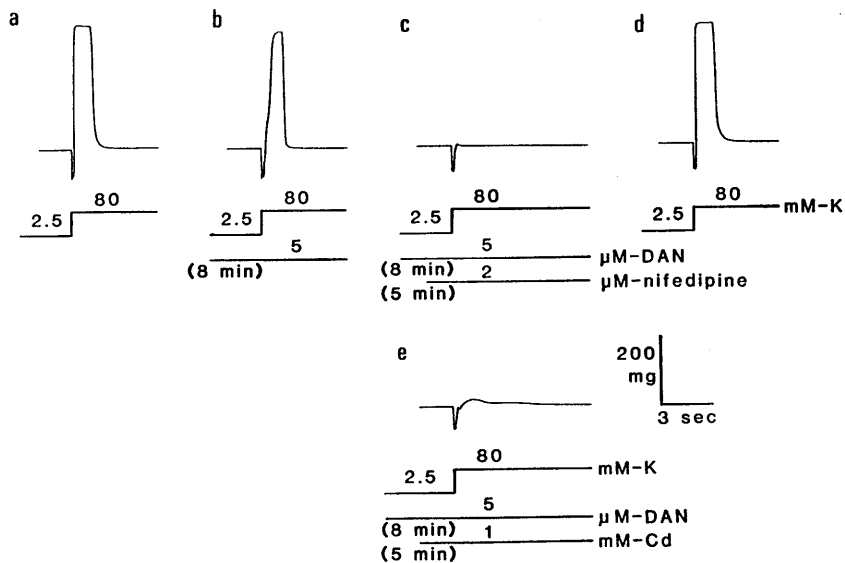 a
b
c
d
80
2.5
80
2.5
5
(8 min)
80
2.5
5
μM-DAN
(8 min)
2
μM-nifedipine
(5 min)
80
2.5
mM-K
e
200
mg
3 sec
80
2.5
mM-K
5
μM-DAN
(8 min)
1
mM-Cd
(5 min)